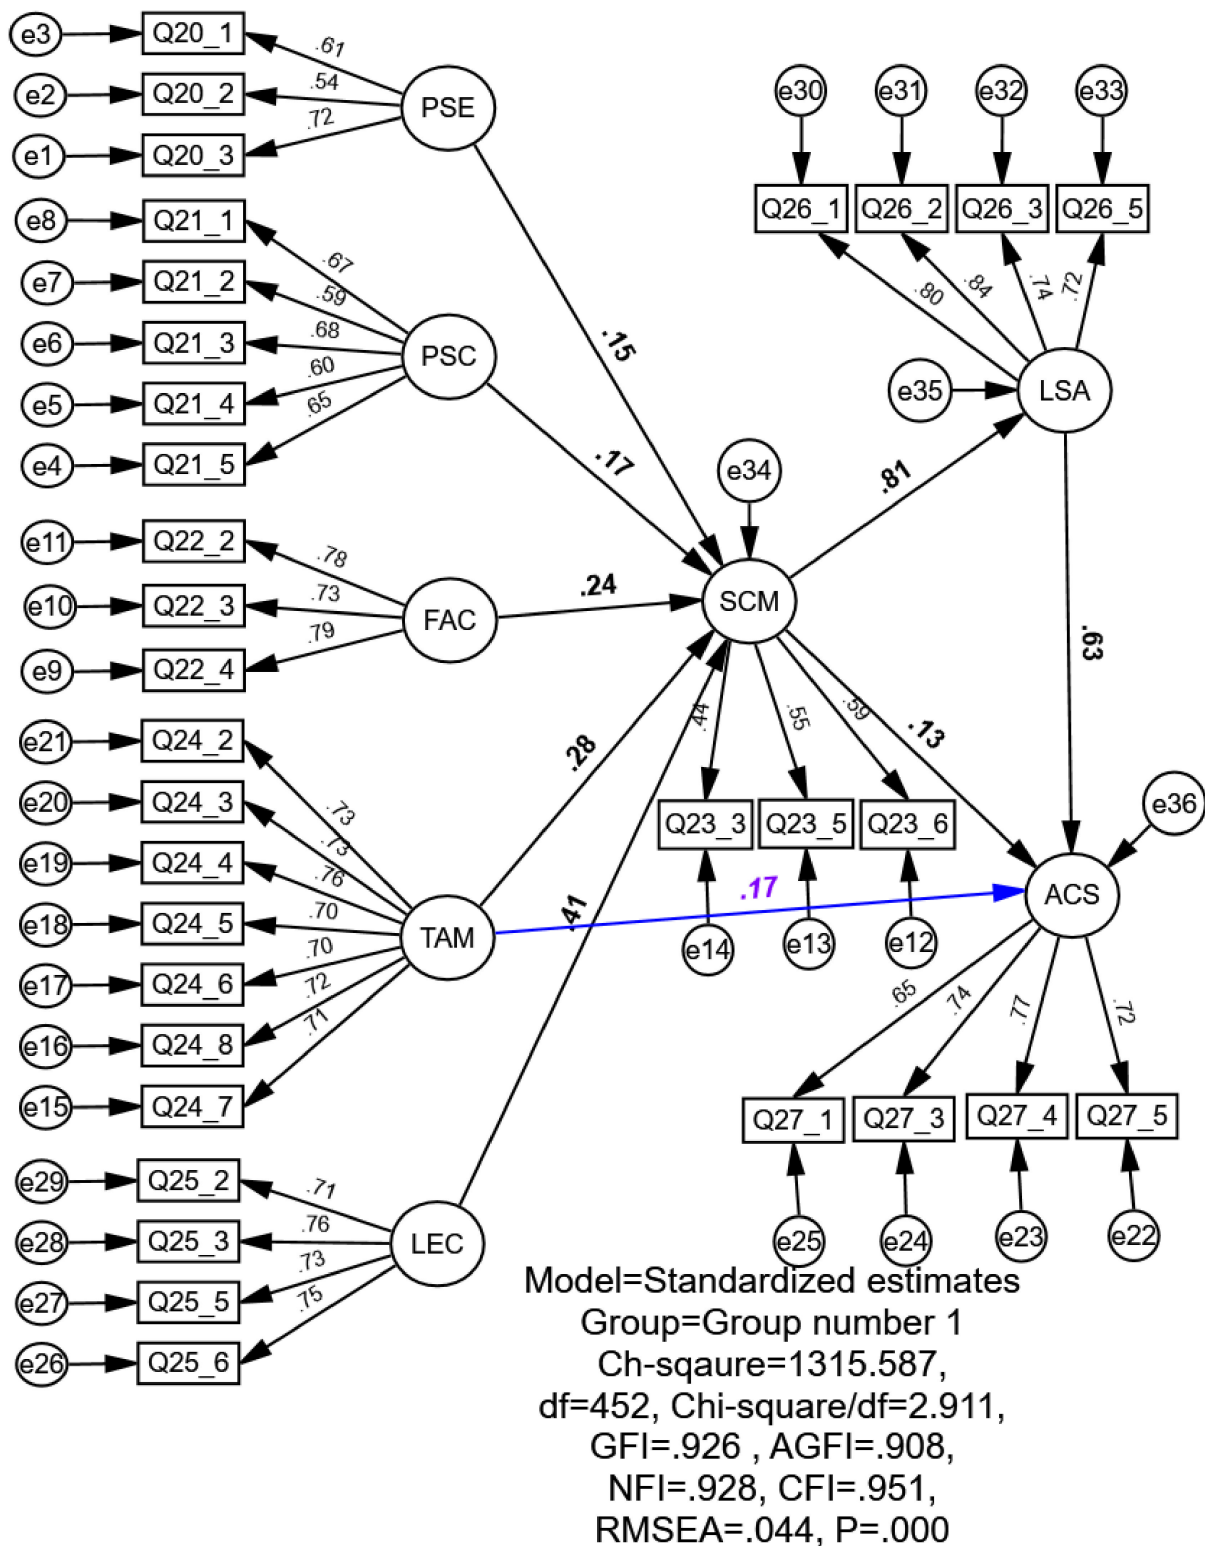 e3 Q20_1 .61
e2 Q20_2 .54 PSE
e1 Q20_3 .72
e8 Q21_1 .67
e7 Q21_2 .59
e6 Q21_3 .68 PSC
e5 Q21_4 .60
e4 Q21_5 .65
e11 Q22_2 .78
e10 Q22_3 .73 FAC
e9 Q22_4 .79
e21 Q24_2 .73
e20 Q24_3 .73
e19 Q24_4 .76
e18 Q24_5 .70 TAM
e17 Q24_6 .70
e16 Q24_8 .72
e15 Q24_7 .71
e29 Q25_2 .71
e28 Q25_3 .76 LEC
e27 Q25_5 .73
e26 Q25_6 .75
.15
.17
.24
.28
.41
e34
SCM
.44 .55 .59
Q23_3 Q23_5 Q23_6
e14 e13 e12
.81
.13
.17
e30 e31 e32 e33
Q26_1 Q26_2 Q26_3 Q26_5
.80 .84 .74 .72
e35 LSA
.63
e36
ACS
.65 .74 .77 .72
Q27_1 Q27_3 Q27_4 Q27_5
e25 e24 e23 e22
Model=Standardized estimates
Group=Group number 1
Ch-sqaure=1315.587,
df=452, Chi-square/df=2.911,
GFI=.926 , AGFI=.908,
NFI=.928, CFI=.951,
RMSEA=.044, P=.000